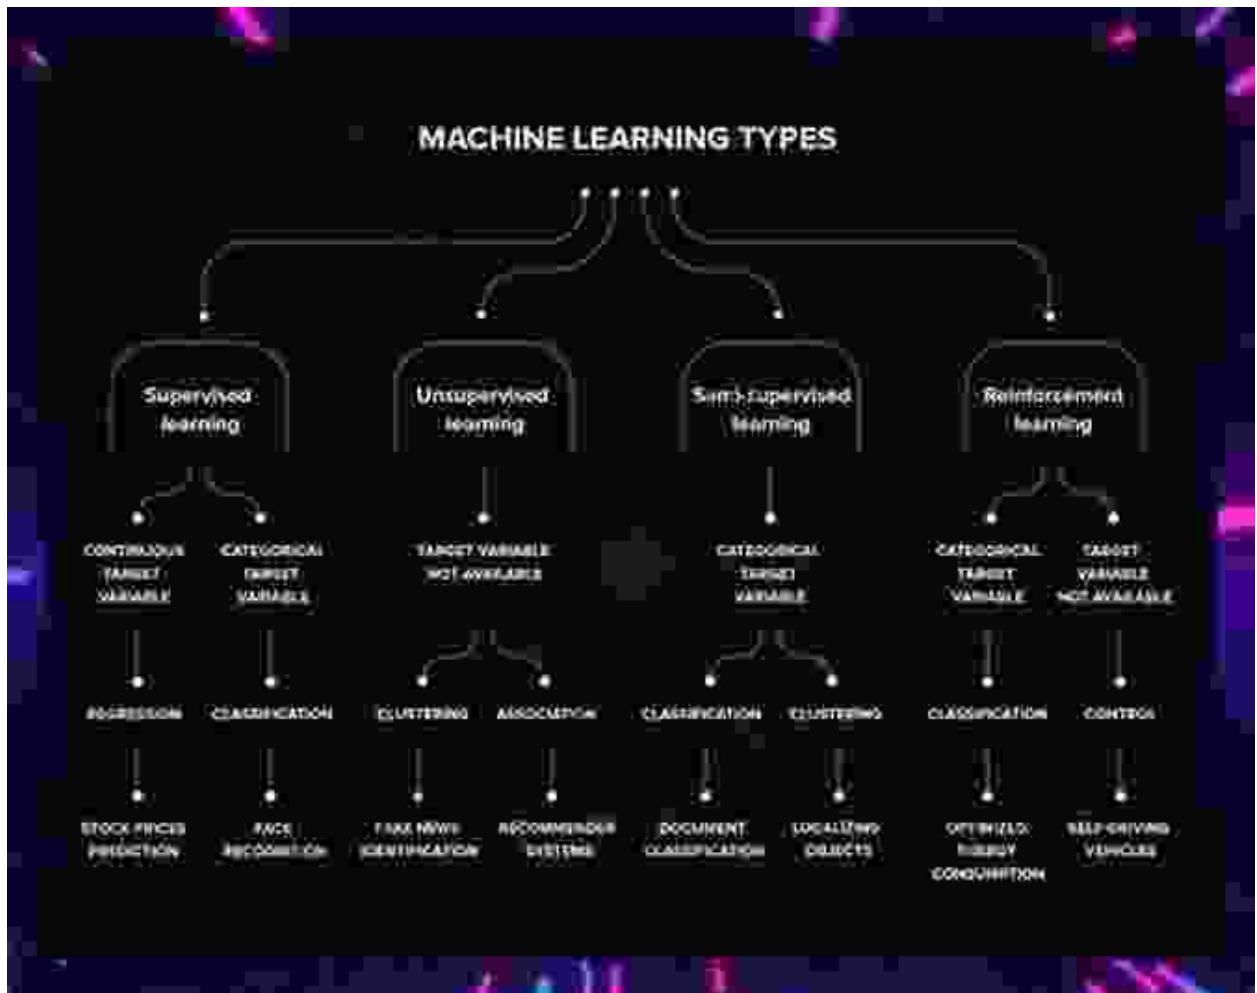 MACHINE LEARNING TYPES
Supervised
learning
Unsupervised
learning
Semi-supervised
learning
Reinforcement
learning
CONTINUOUS
TARGET
VARIABLE
CATEGORICAL
TARGET
VARIABLE
TARGET VARIABLE
NOT AVAILABLE
CATEGORICAL
TARGET
VARIABLE
CATEGORICAL
TARGET
VARIABLE
TARGET
VARIABLE
NOT AVAILABLE
REGRESSION
CLASSIFICATION
CLUSTERING
ASSOCIATION
CLASSIFICATION
CLUSTERING
CLASSIFICATION
CONTROL
STOCK PRICES
PREDICTION
FACE
RECOGNITION
FAKE NEWS
IDENTIFICATION
RECOMMENDER
SYSTEMS
DOCUMENT
CLASSIFICATION
LOCALIZING
OBJECTS
OPTIMIZED
ENERGY
CONSUMPTION
SELF-DRIVING
VEHICLES